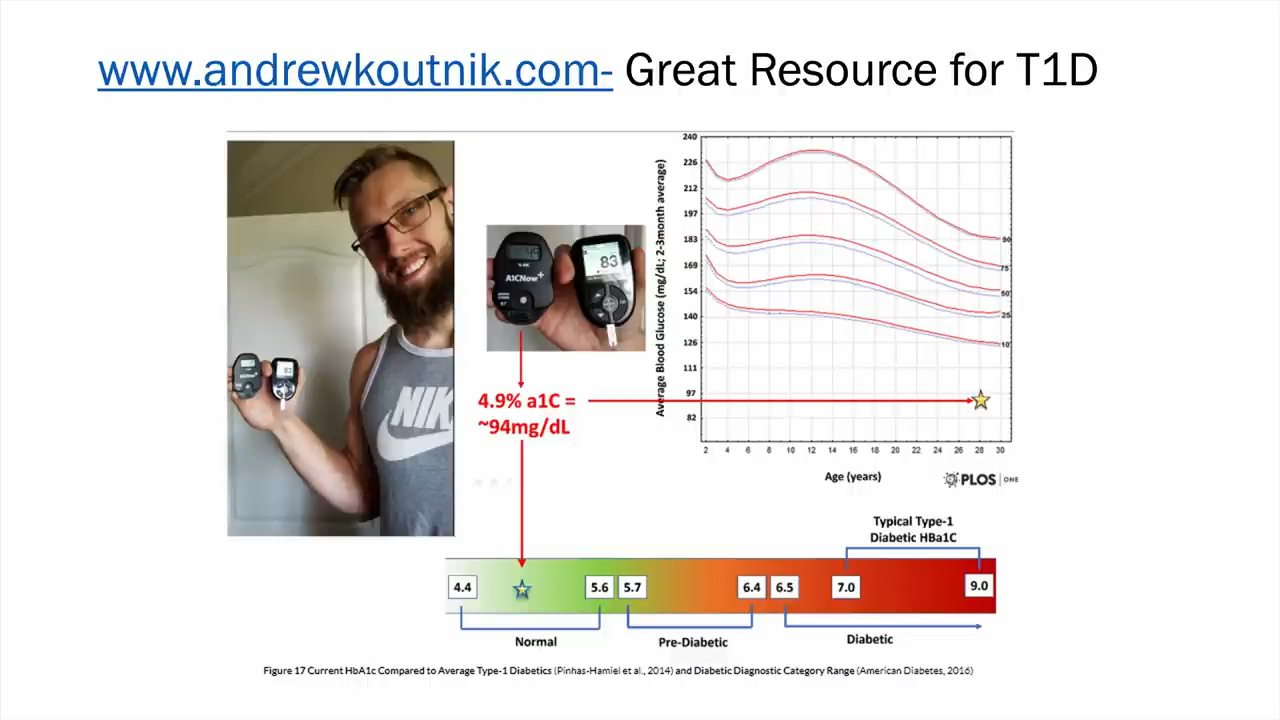 www.andrewkoutnik.com- Great Resource for T1D
NIK
83
A1CNow+
83
% A1C
A1CNow+
4.9% a1C =
~94mg/dL
Average Blood Glucose (mg/dL; 2-3month average)
240
226
212
197
183
169
154
140
126
111
97
82
90
75
50
25
10
2 4 6 8 10 12 14 16 18 20 22 24 26 28 30
Age (years)
PLOS | ONE
Typical Type-1
Diabetic HBa1C
4.4 5.6 5.7 6.4 6.5 7.0 9.0
Normal Pre-Diabetic Diabetic
Figure 17 Current HbA1c Compared to Average Type-1 Diabetics (Pinhas-Hamiel et al., 2014) and Diabetic Diagnostic Category Range (American Diabetes, 2016)